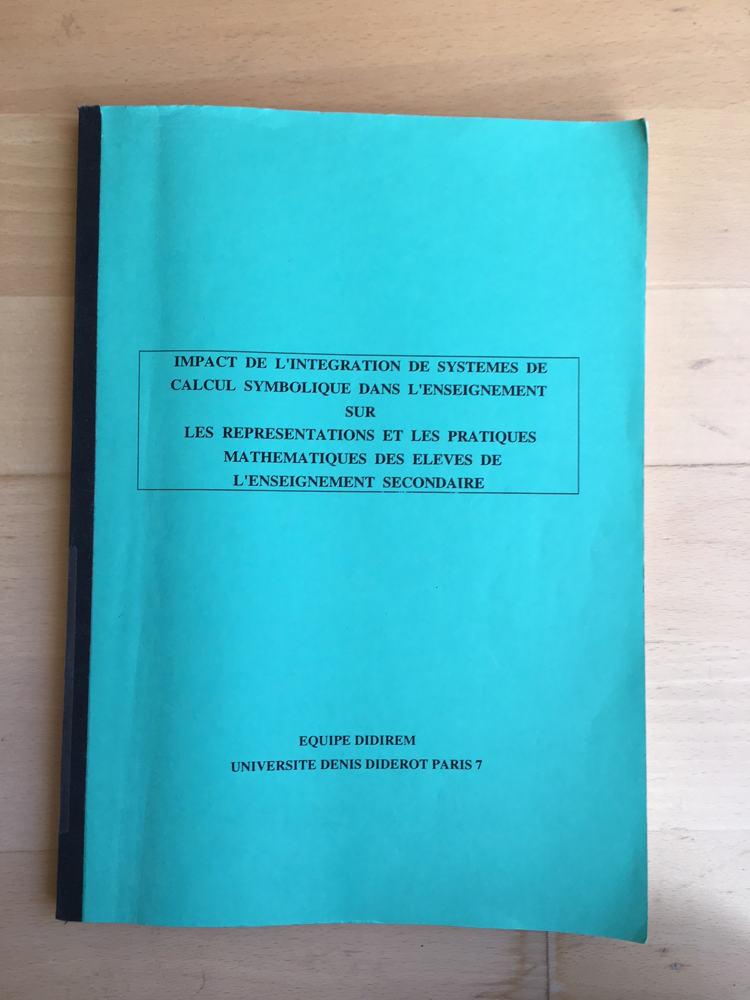 IMPACT DE L'INTEGRATION DE SYSTEMES DE
CALCUL SYMBOLIQUE DANS L'ENSEIGNEMENT
SUR
LES REPRESENTATIONS ET LES PRATIQUES
MATHEMATIQUES DES ELEVES DE
L'ENSEIGNEMENT SECONDAIRE
EQUIPE DIDIREM
UNIVERSITE DENIS DIDEROT PARIS 7